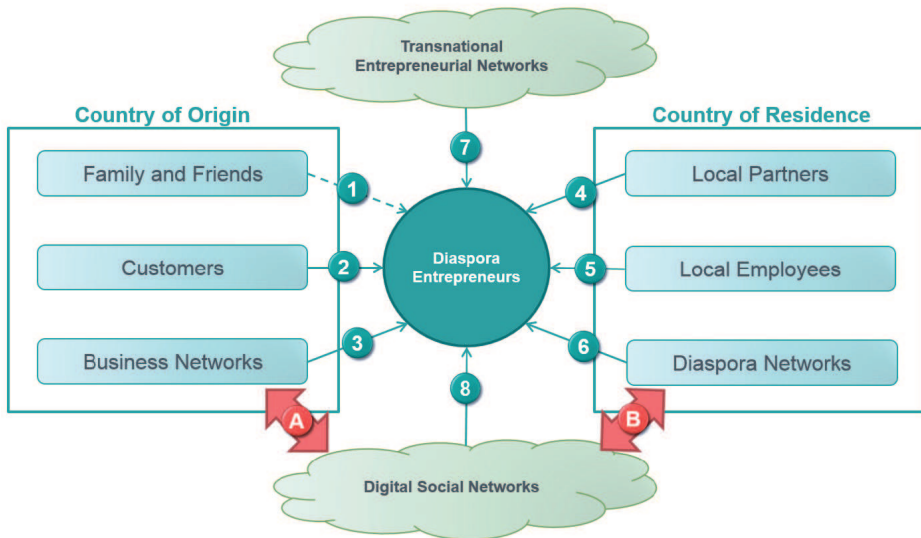 Transnational
Entrepreneurial Networks
Country of Origin
Country of Residence
7
Family and Friends
1
4
Local Partners
Customers
2
Diaspora
Entrepreneurs
5
Local Employees
Business Networks
3
6
Diaspora Networks
8
A
B
Digital Social Networks